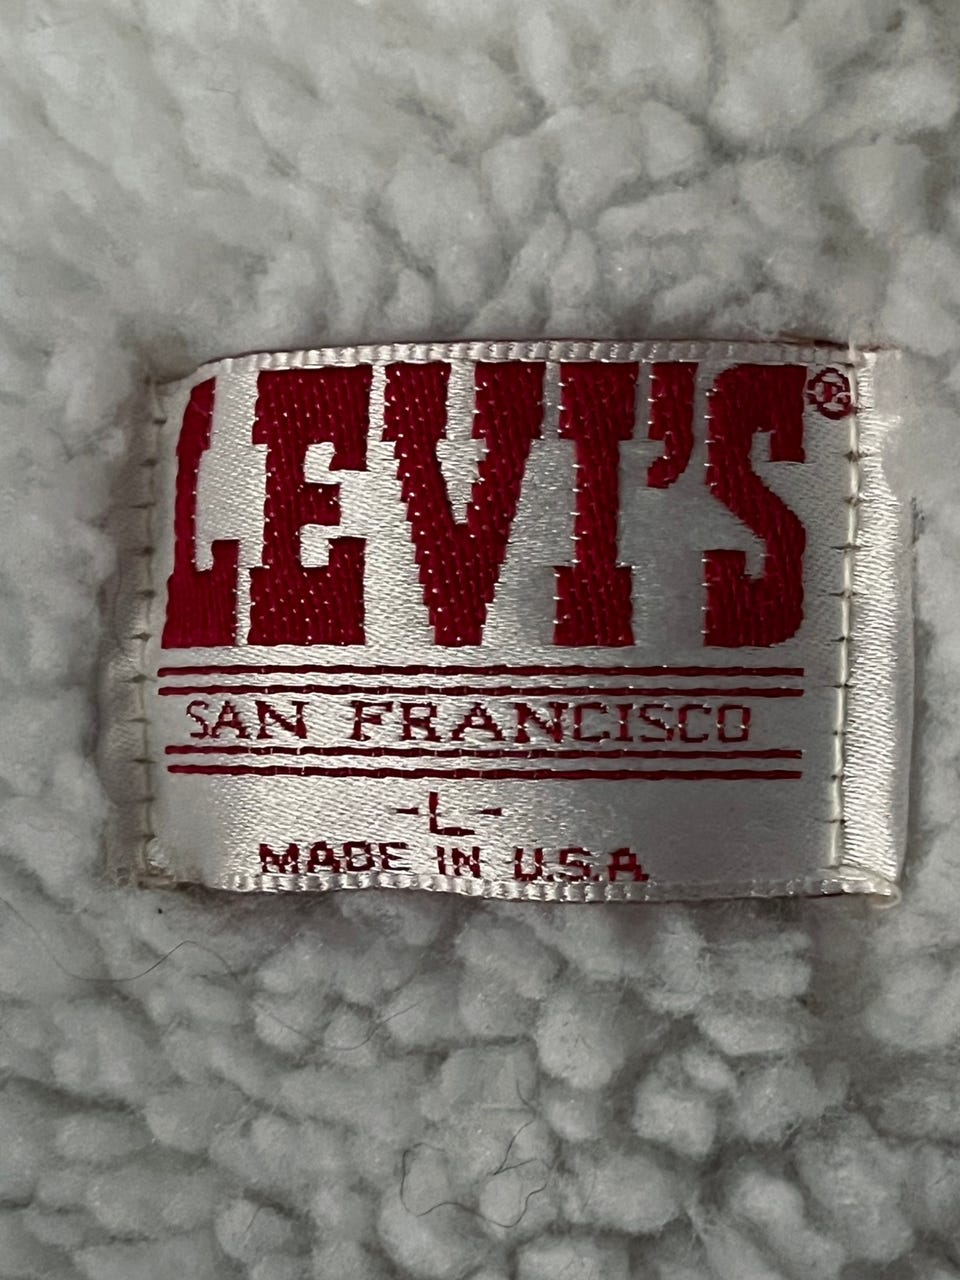 LEVI'S®
SAN FRANCISCO
-L-
MADE IN U.S.A.